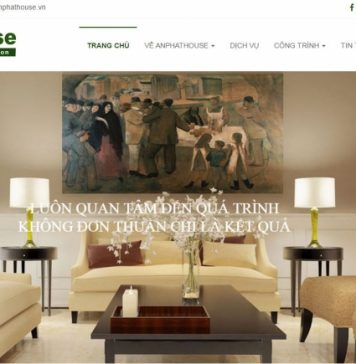 nphathouse.vn
se
on
TRANG CHỦ
VỀ ANPHATHOUSE
DỊCH VỤ
CÔNG TRÌNH
TIN T
LUÔN QUAN TÂM ĐẾN QUÁ TRÌNH
KHÔNG ĐƠN THUẦN CHỈ LÀ KẾT QUẢ